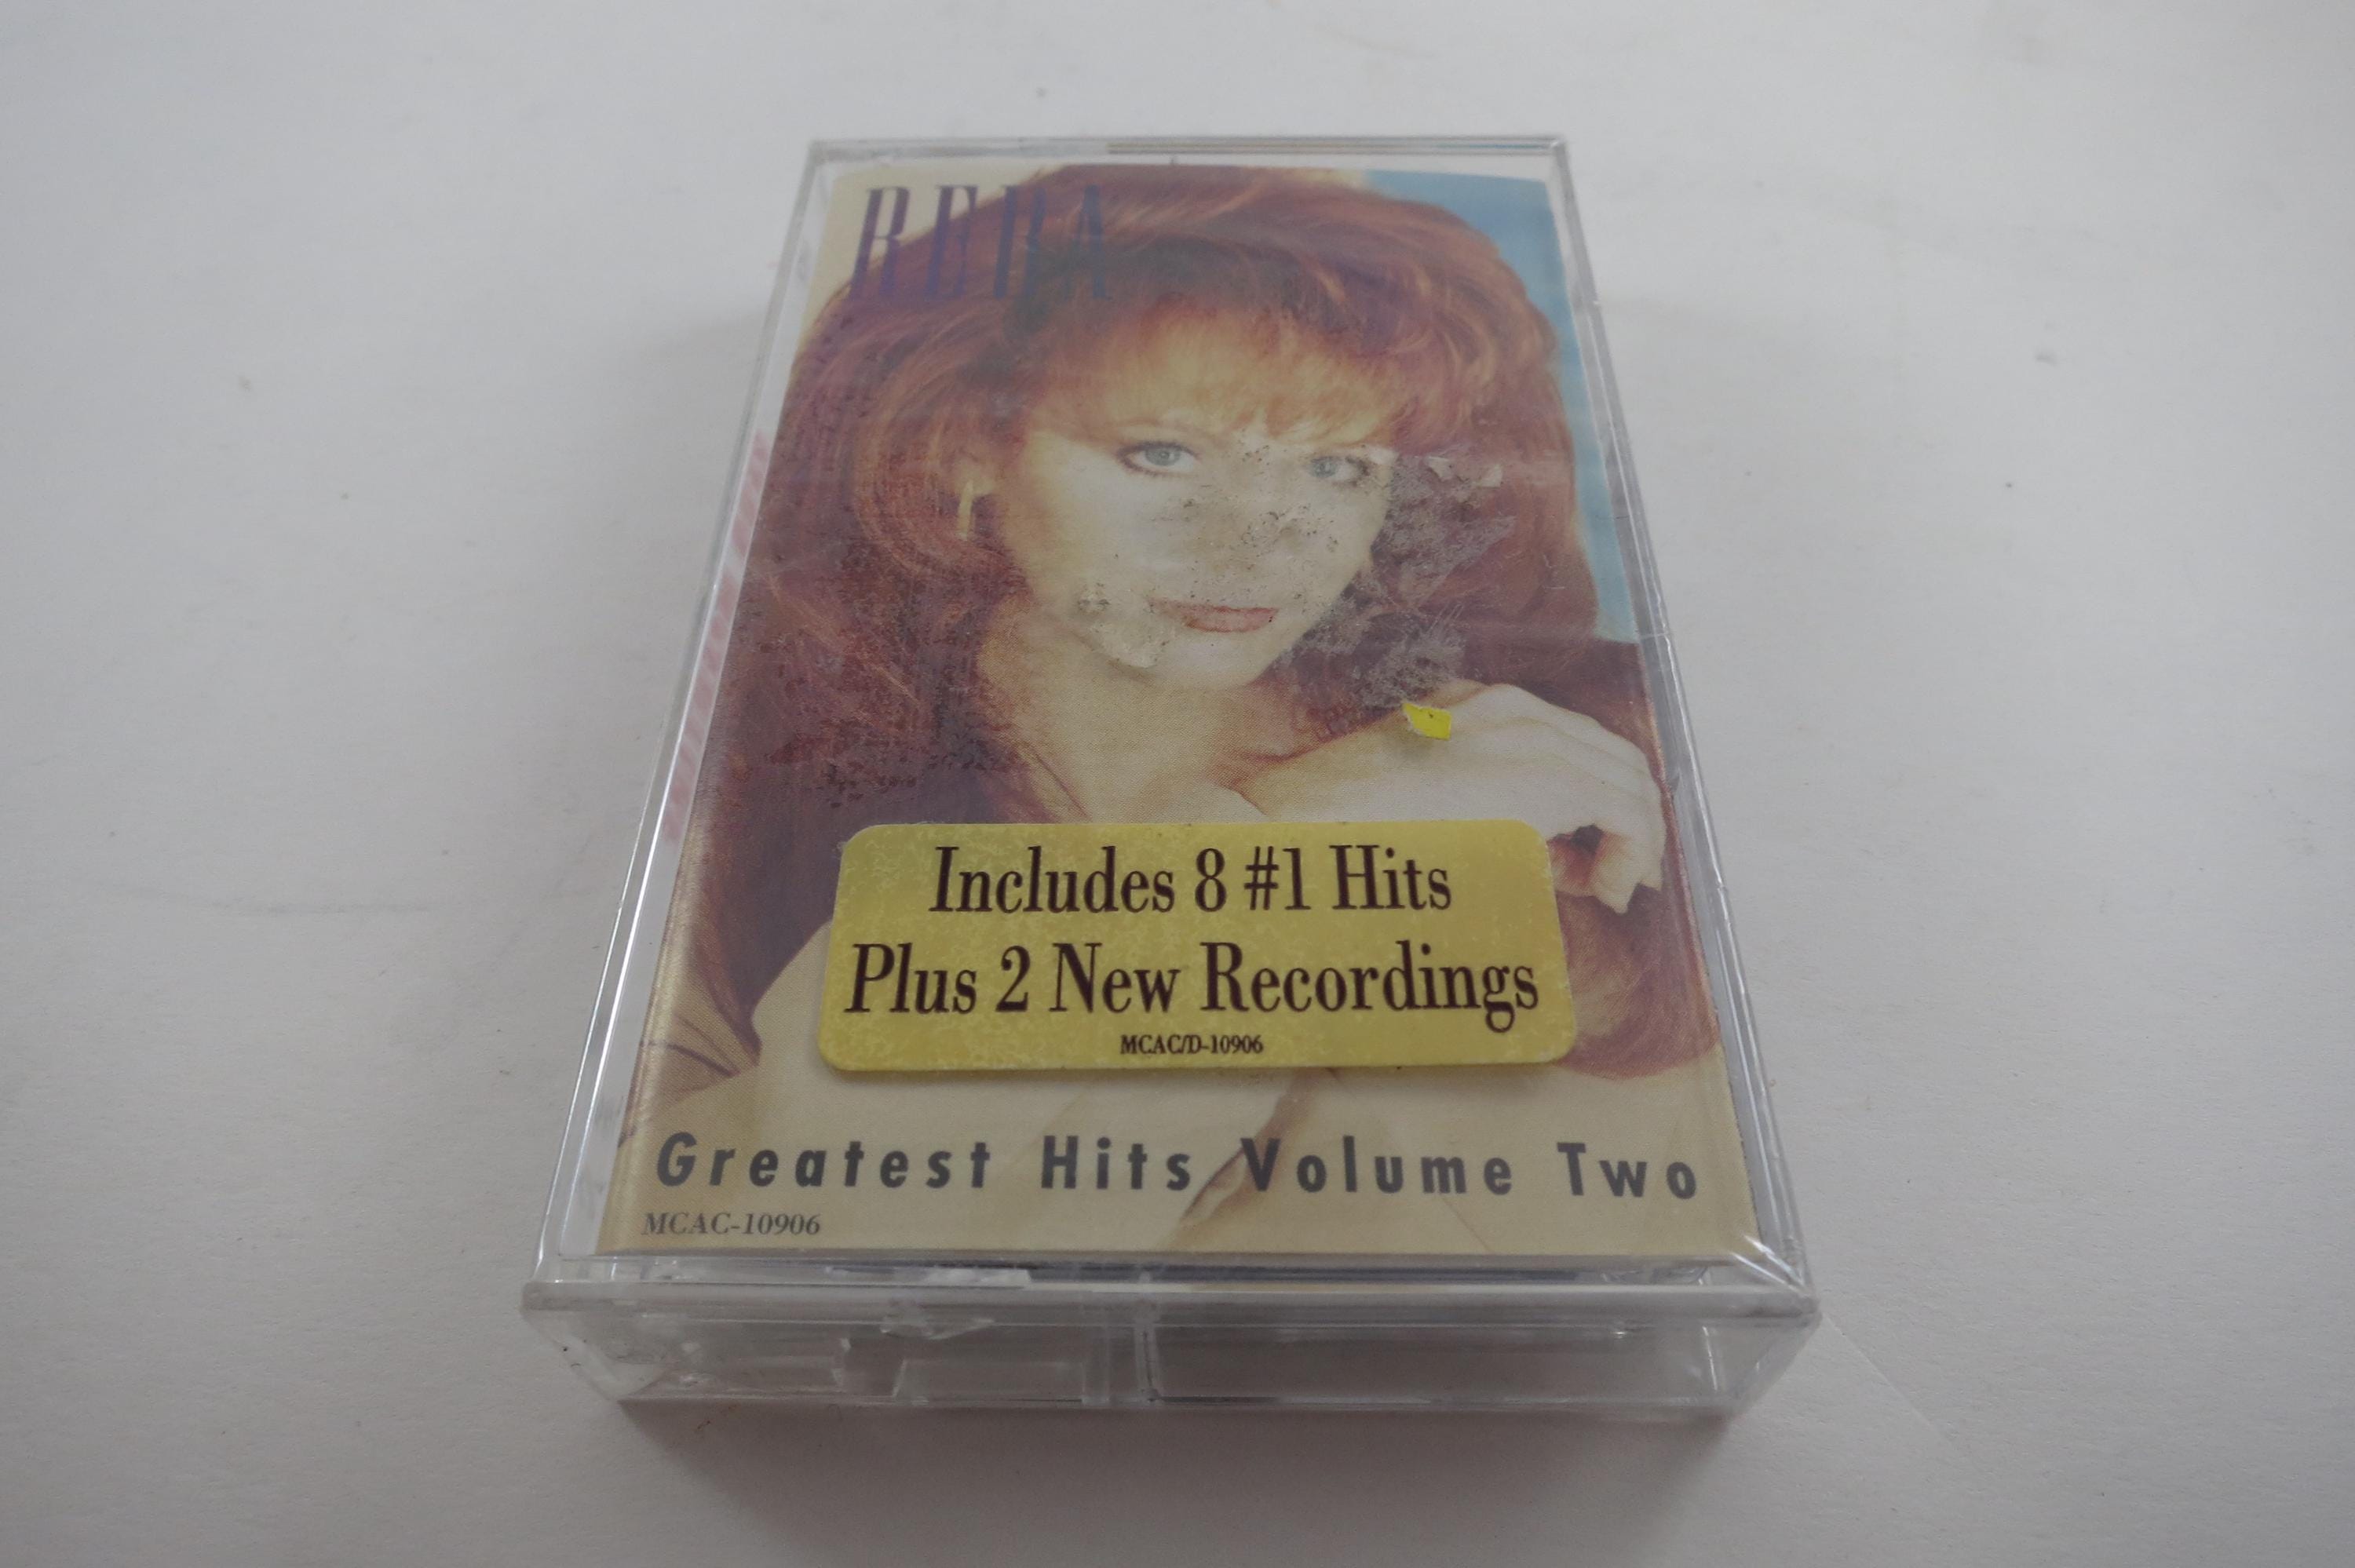 REBA
Includes 8 #1 Hits
Plus 2 New Recordings
MCAC/D-10906
Greatest Hits Volume Two
MCAC-10906